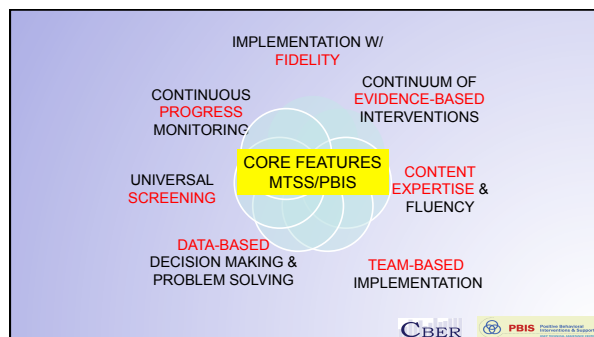 IMPLEMENTATION W/
FIDELITY
CONTINUOUS
PROGRESS
MONITORING
CONTINUUM OF
EVIDENCE-BASED
INTERVENTIONS
CORE FEATURES
MTSS/PBIS
UNIVERSAL
SCREENING
CONTENT
EXPERTISE &
FLUENCY
DATA-BASED
DECISION MAKING &
PROBLEM SOLVING
TEAM-BASED
IMPLEMENTATION
CBER
PBIS
Positive Behavioral
Interventions & Supports